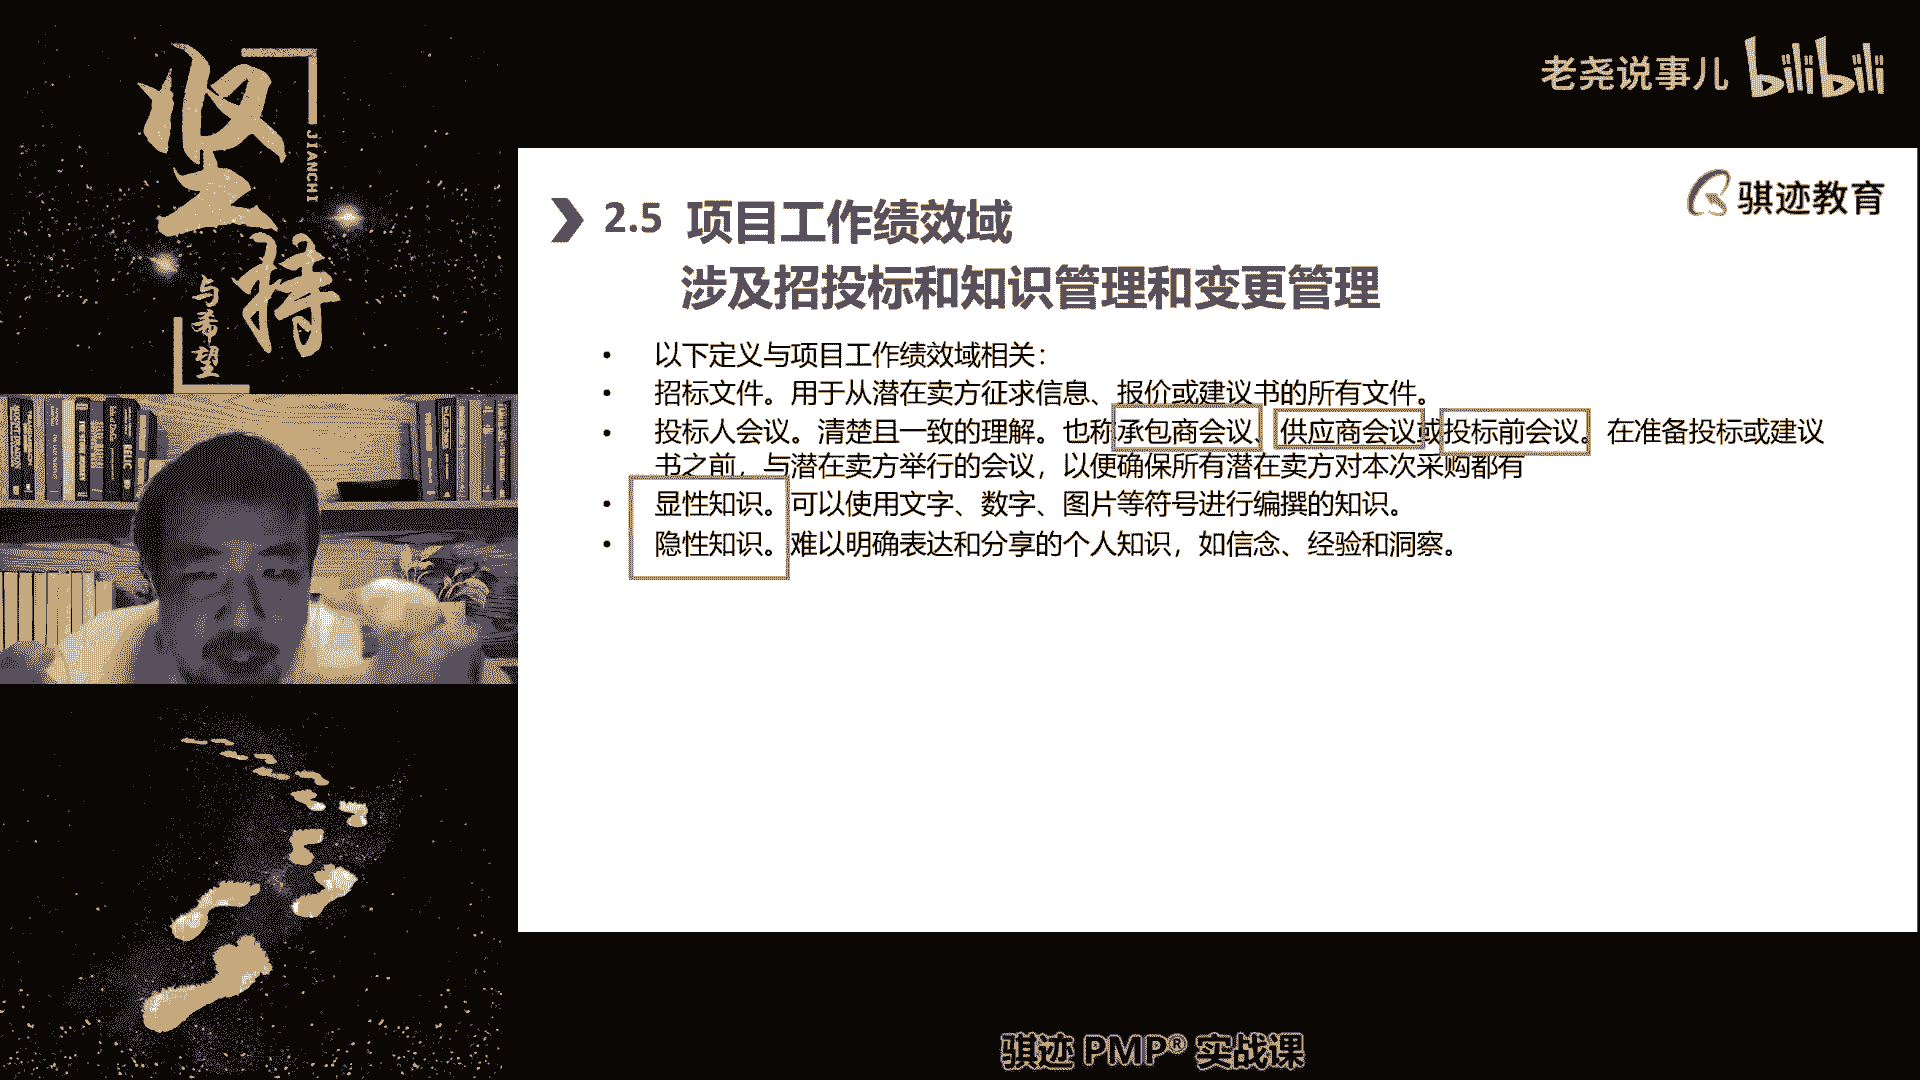 坚持
JIANCHI
与希望
老尧说事儿 bilibili
骐迹教育
2.5 项目工作绩效域
涉及招投标和知识管理和变更管理
• 以下定义与项目工作绩效域相关：
• 招标文件。用于从潜在卖方征求信息、报价或建议书的所有文件。
• 投标人会议。清楚且一致的理解。也称承包商会议、供应商会议或投标前会议。在准备投标或建议
书之前，与潜在卖方举行的会议，以便确保所有潜在卖方对本次采购都有
• 显性知识。可以使用文字、数字、图片等符号进行编撰的知识。
• 隐性知识。难以明确表达和分享的个人知识，如信念、经验和洞察。
骐迹 PMP® 实战课